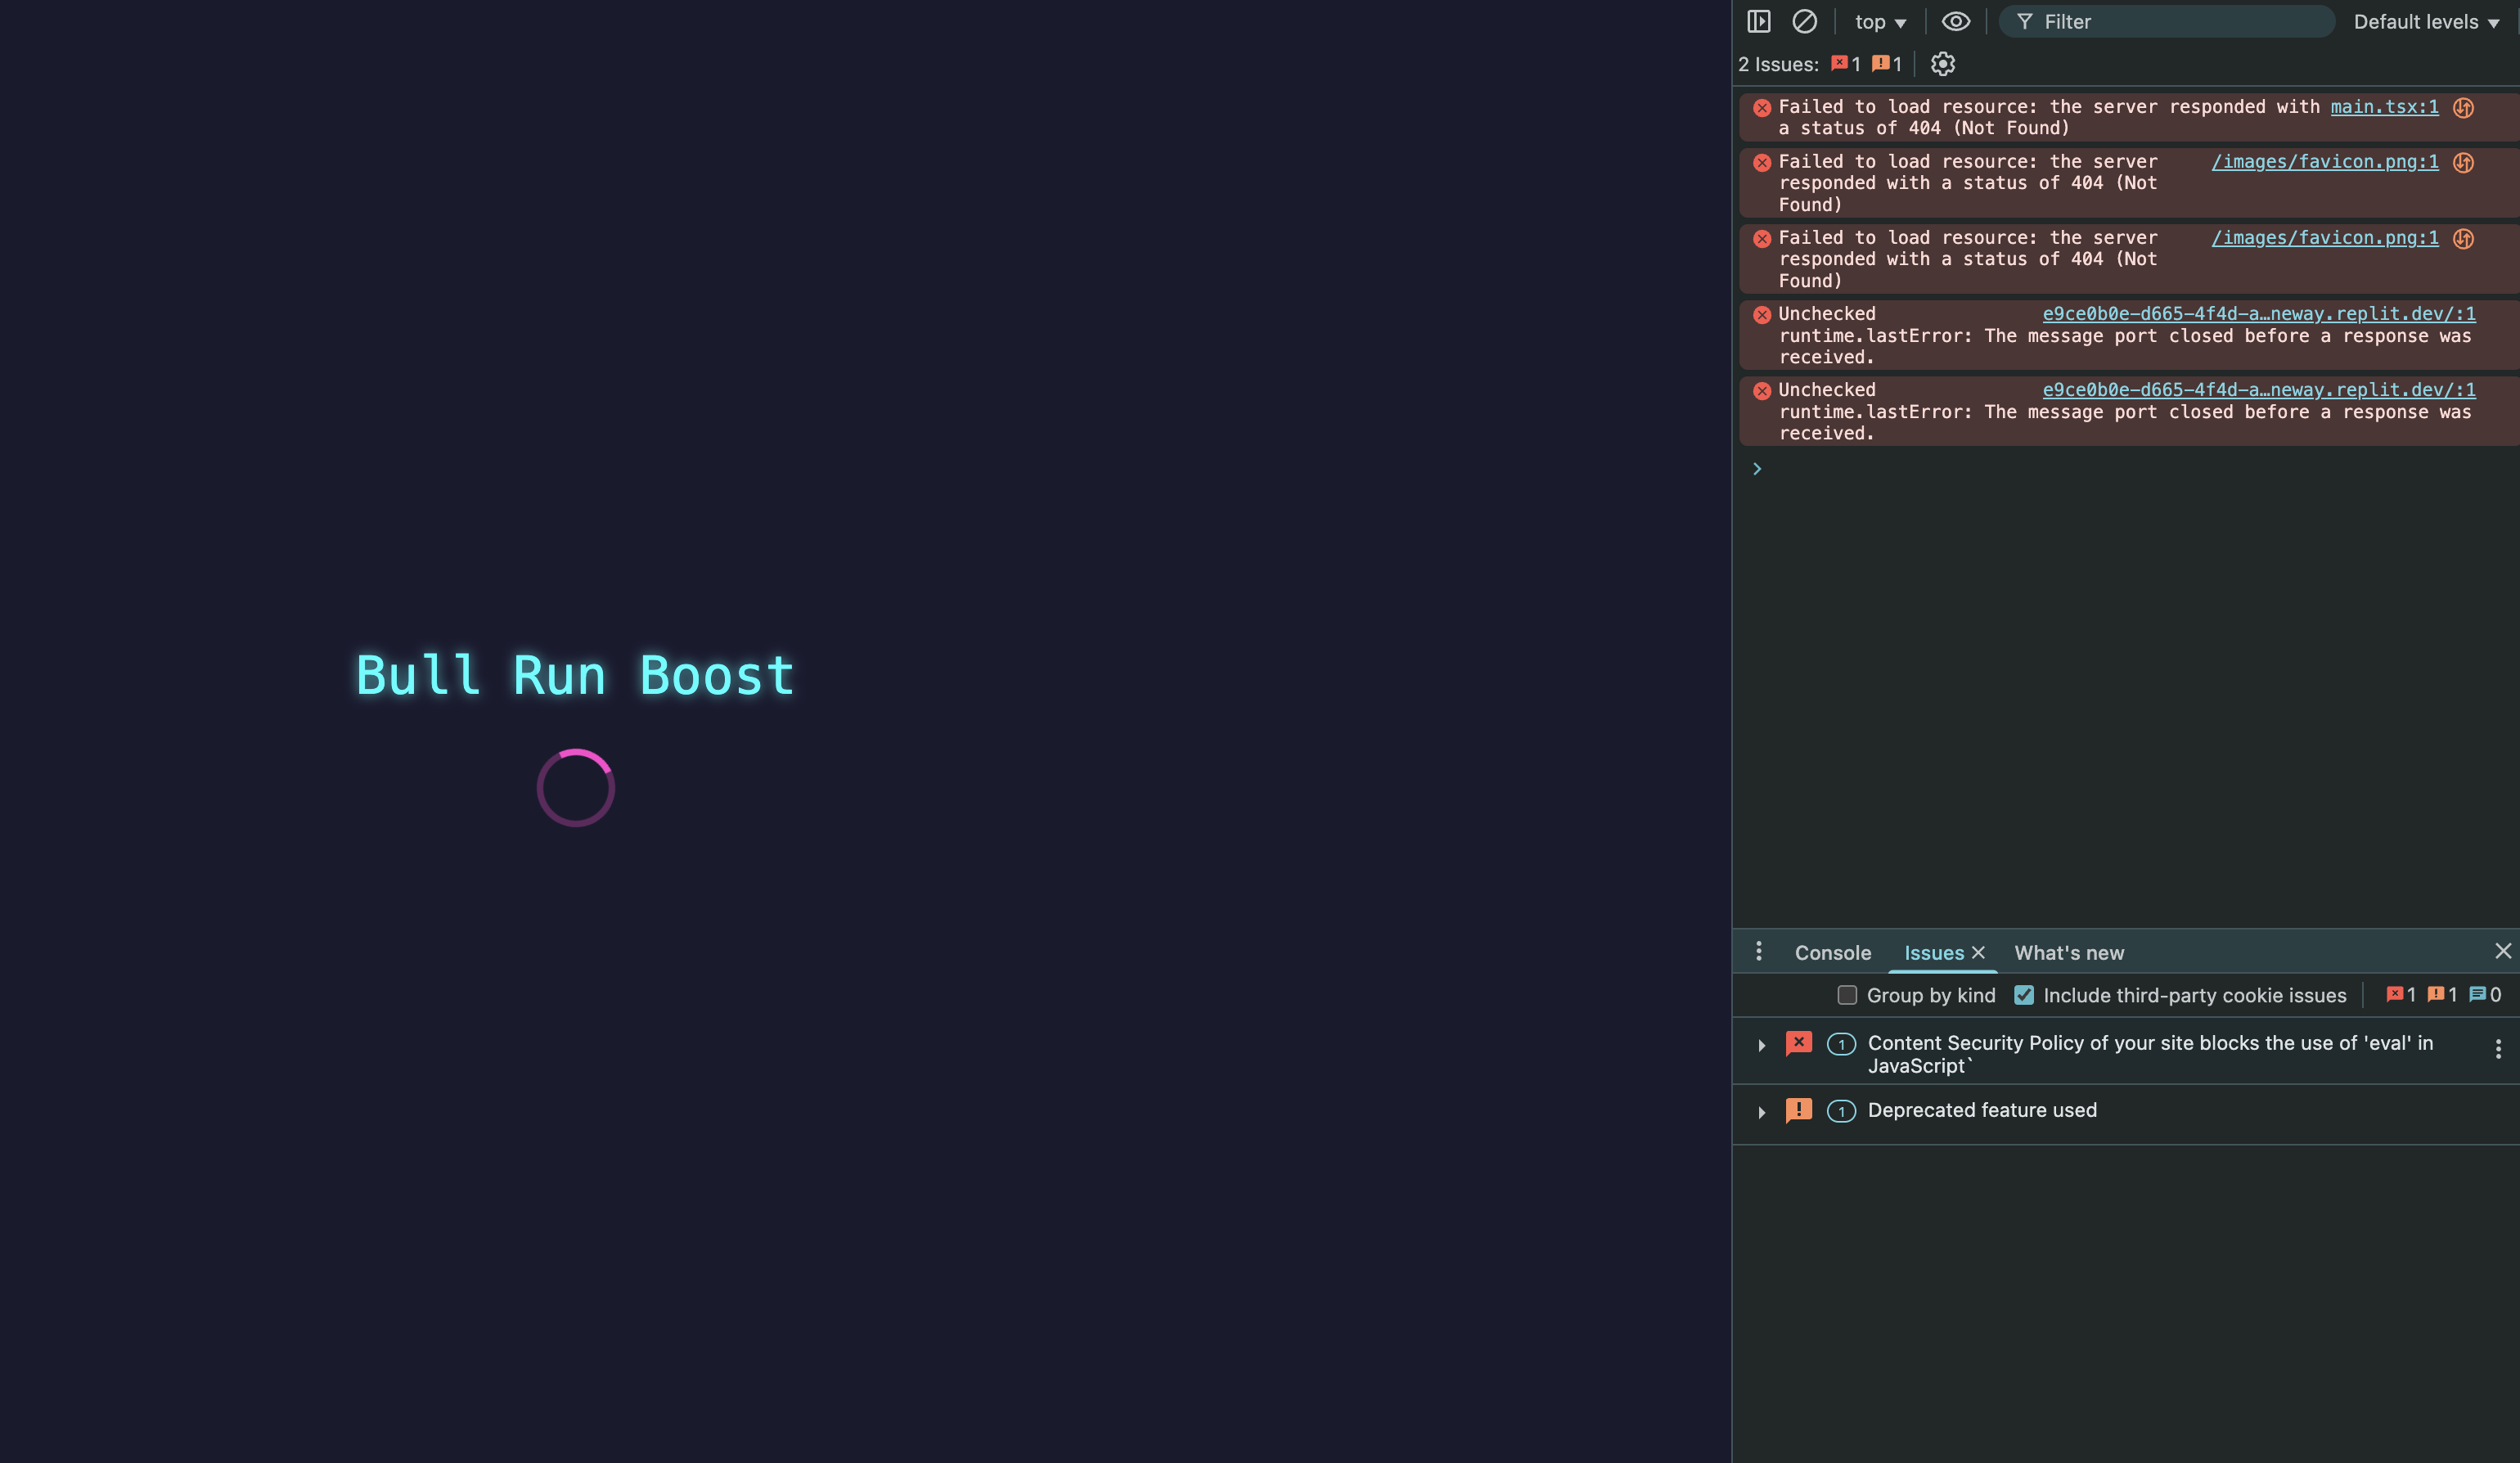 Bull Run Boost
top
Filter
Default levels
2 Issues: 1 1
Failed to load resource: the server responded with main.tsx:1
a status of 404 (Not Found)
Failed to load resource: the server /images/favicon.png:1
responded with a status of 404 (Not
Found)
Failed to load resource: the server /images/favicon.png:1
responded with a status of 404 (Not
Found)
Unchecked e9ce0b0e-d665-4f4d-a…neway.replit.dev/:1
runtime.lastError: The message port closed before a response was
received.
Unchecked e9ce0b0e-d665-4f4d-a…neway.replit.dev/:1
runtime.lastError: The message port closed before a response was
received.
Console Issues What's new
Group by kind Include third-party cookie issues 1 1 0
1 Content Security Policy of your site blocks the use of 'eval' in
JavaScript`
1 Deprecated feature used